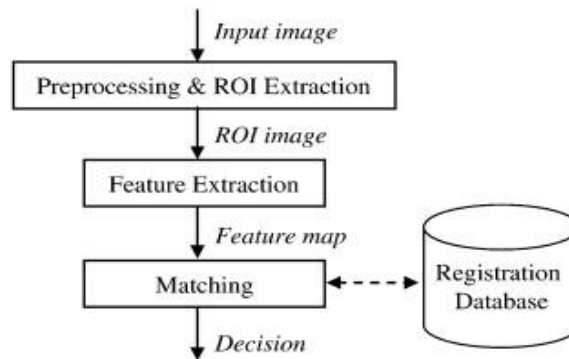 Input image
Preprocessing & ROI Extraction
ROI image
Feature Extraction
Feature map
Matching
Registration
Database
Decision